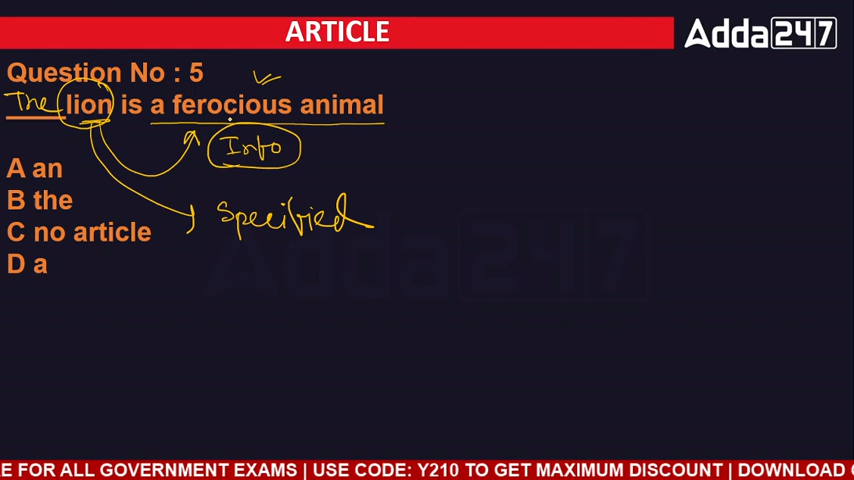 ARTICLE
Adda247
Question No : 5
The lion is a ferocious animal
Info
A an
B the
Specified
C no article
D a
Adda247
E FOR ALL GOVERNMENT EXAMS | USE CODE: Y210 TO GET MAXIMUM DISCOUNT | DOWNLOAD